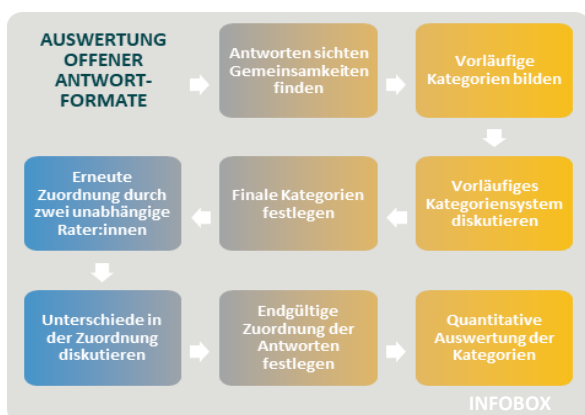 AUSWERTUNG
OFFENER
ANTWORT-
FORMATE
Antworten sichten
Gemeinsamkeiten
finden
Vorläufige
Kategorien bilden
Vorläufiges
Kategoriensystem
diskutieren
Finale Kategorien
festlegen
Erneute
Zuordnung durch
zwei unabhängige
Rater:innen
Unterschiede in
der Zuordnung
diskutieren
Endgültige
Zuordnung der
Antworten
festlegen
Quantitative
Auswertung der
Kategorien
INFOBOX